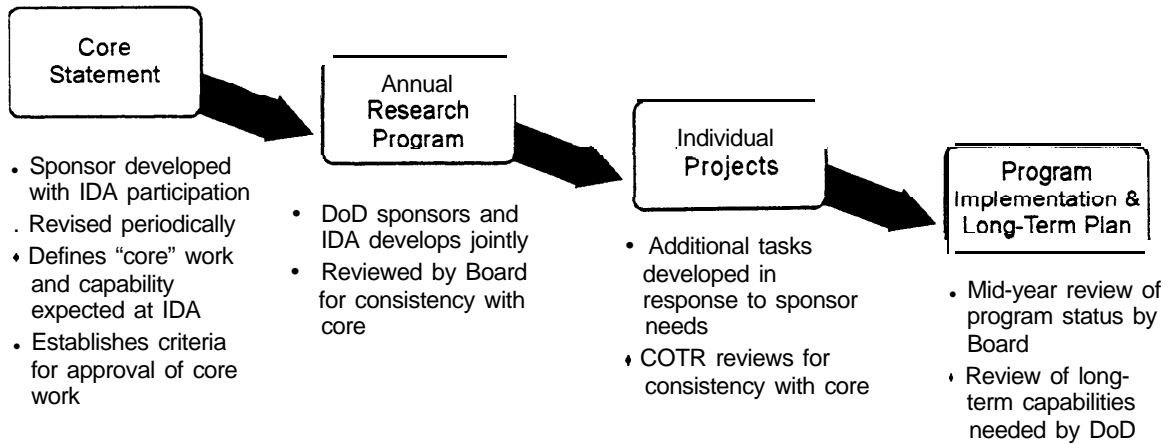 Core
Statement
• Sponsor developed
with IDA participation
. Revised periodically
• Defines “core” work
and capability
expected at IDA
• Establishes criteria
for approval of core
work
Annual
Research
Program
• DoD sponsors and
IDA develops jointly
• Reviewed by Board
for consistency with
core
Individual
Projects
• Additional tasks
developed in
response to sponsor
needs
• COTR reviews for
consistency with core
Program
Implementation &
Long-Term Plan
• Mid-year review of
program status by
Board
• Review of long-
term capabilities
needed by DoD